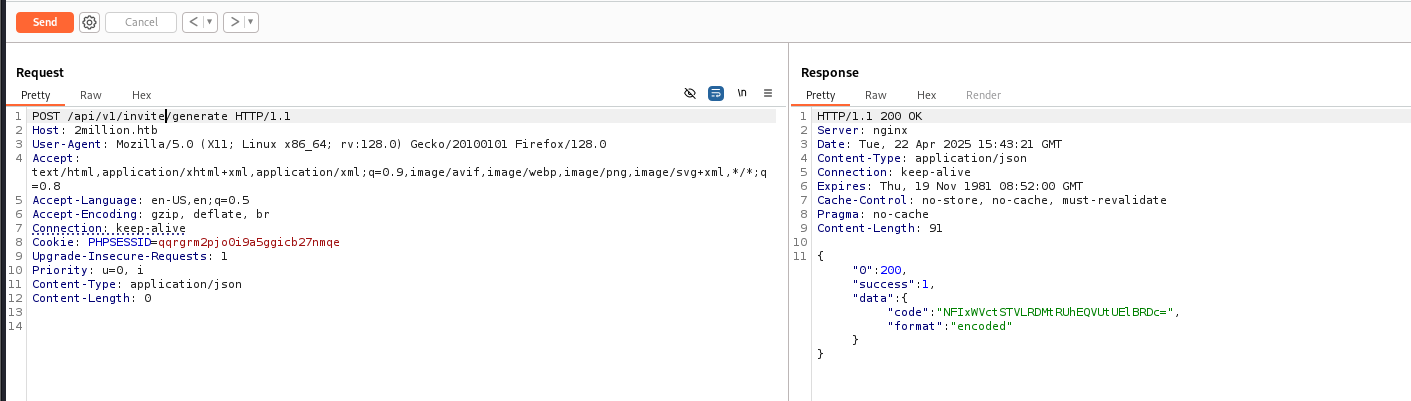 Send Cancel < ▼ > ▼
Request
Pretty Raw Hex \n
1 POST /api/v1/invite/generate HTTP/1.1
2 Host: 2million.htb
3 User-Agent: Mozilla/5.0 (X11; Linux x86_64; rv:128.0) Gecko/20100101 Firefox/128.0
4 Accept:
text/html,application/xhtml+xml,application/xml;q=0.9,image/avif,image/webp,image/png,image/svg+xml,*/*;q
=0.8
5 Accept-Language: en-US,en;q=0.5
6 Accept-Encoding: gzip, deflate, br
7 Connection: keep-alive
8 Cookie: PHPSESSID=qqrgrm2pjo0i9a5ggicb27nmqe
9 Upgrade-Insecure-Requests: 1
10 Priority: u=0, i
11 Content-Type: application/json
12 Content-Length: 0
13
14
Response
Pretty Raw Hex Render
1 HTTP/1.1 200 OK
2 Server: nginx
3 Date: Tue, 22 Apr 2025 15:43:21 GMT
4 Content-Type: application/json
5 Connection: keep-alive
6 Expires: Thu, 19 Nov 1981 08:52:00 GMT
7 Cache-Control: no-store, no-cache, must-revalidate
8 Pragma: no-cache
9 Content-Length: 91
10
11 {
"0":200,
"success":1,
"data":{
"code":"NFIxWVctSTVLRDMtRUhEQVUtUElBRDc=",
"format":"encoded"
}
}